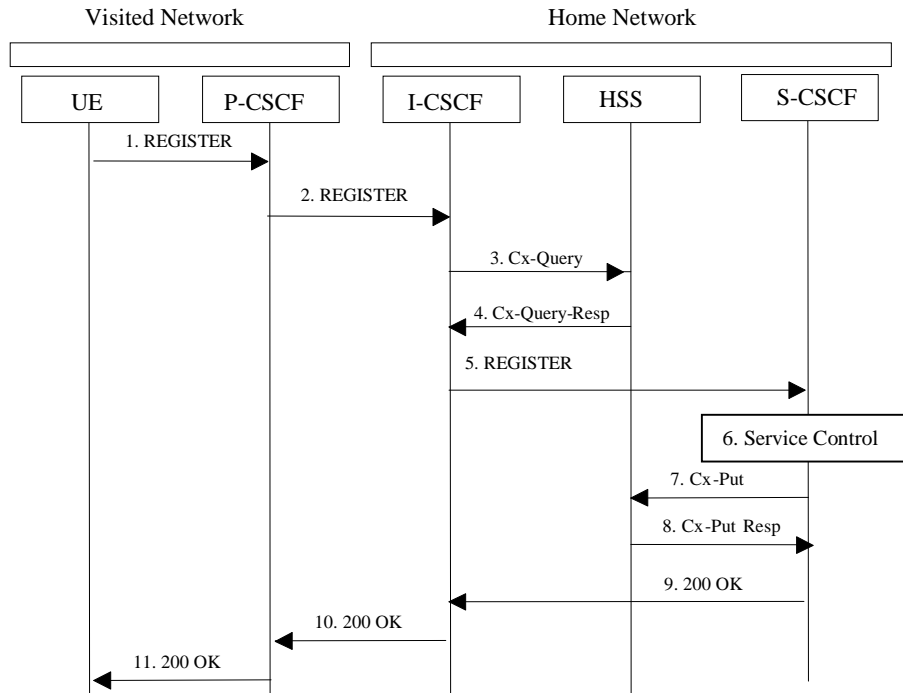 Visited Network
Home Network
UE
P-CSCF
I-CSCF
HSS
S-CSCF
1. REGISTER
2. REGISTER
3. Cx-Query
4. Cx-Query-Resp
5. REGISTER
6. Service Control
7. Cx-Put
8. Cx-Put Resp
9. 200 OK
10. 200 OK
11. 200 OK